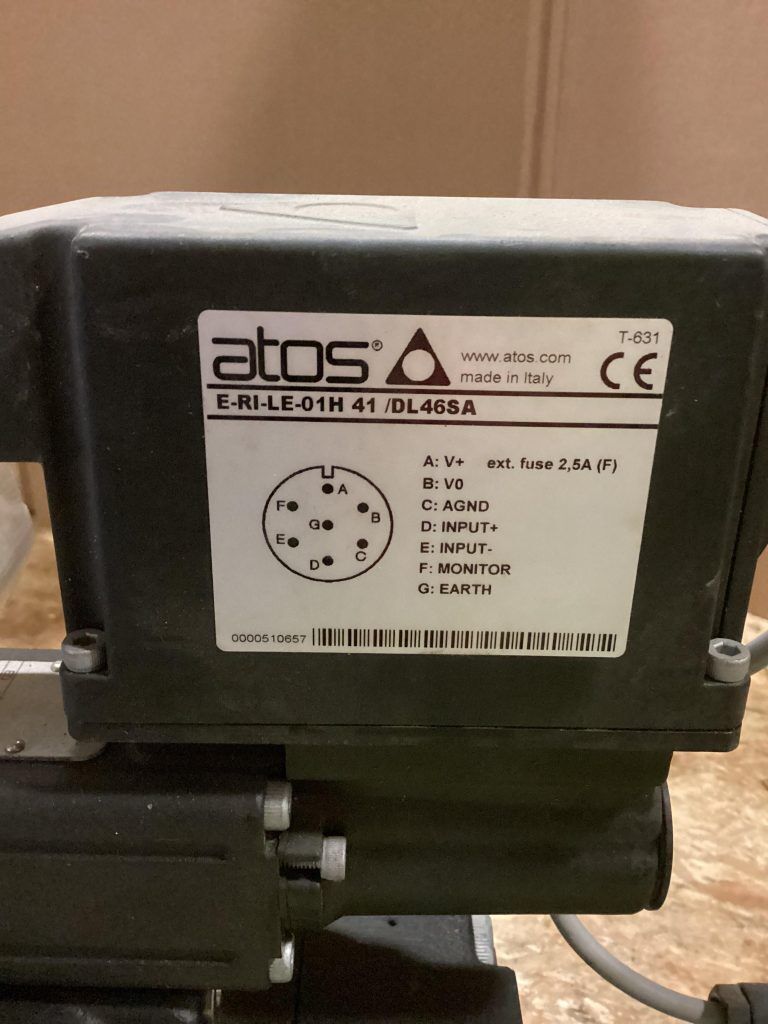 atos® www.atos.com
made in Italy
T-631
CE
E-RI-LE-01H 41 /DL46SA
A: V+ ext. fuse 2,5A (F)
B: V0
C: AGND
D: INPUT+
E: INPUT-
F: MONITOR
G: EARTH
A
F
B
G
E
C
D
0000510657